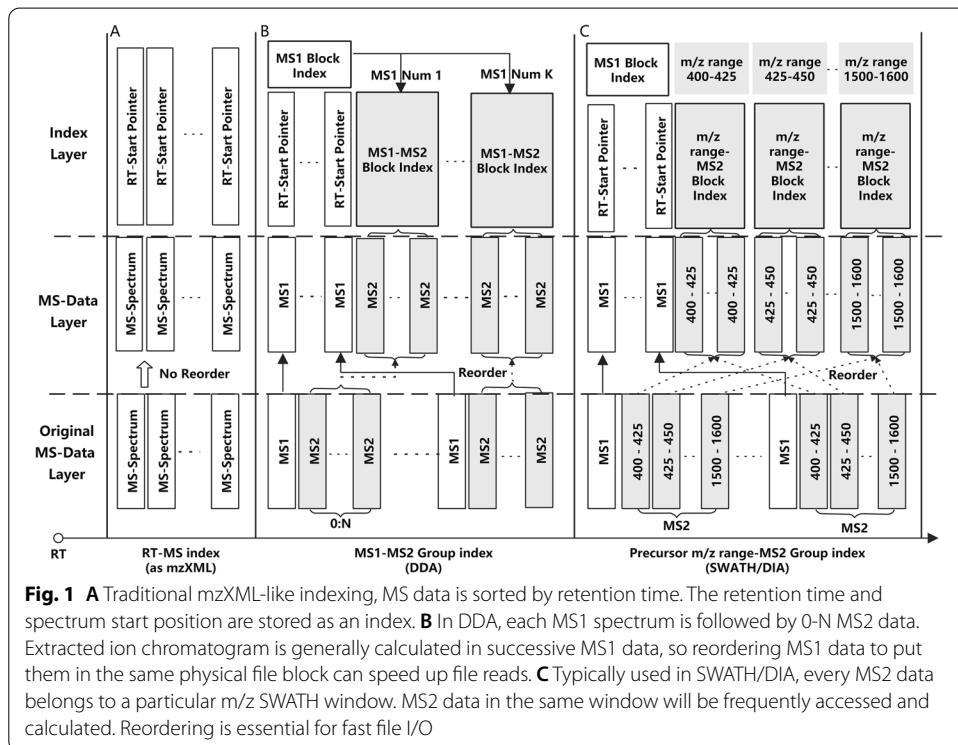 A
B
C
MS1 Block
Index
MS1 Num 1
MS1 Num K
MS1 Block
Index
m/z range
400-425
m/z range
425-450
m/z range
1500-1600
Index
Layer
RT-Start Pointer
RT-Start Pointer
RT-Start Pointer
RT-Start Pointer
RT-Start Pointer
MS1-MS2
Block Index
MS1-MS2
Block Index
RT-Start Pointer
RT-Start Pointer
m/z
range-
MS2
Block
Index
m/z
range-
MS2
Block
Index
m/z
range-
MS2
Block
Index
MS-Data
Layer
MS-Spectrum
MS-Spectrum
MS-Spectrum
MS1
MS1
MS2
MS2
MS2
MS2
MS1
MS1
400 - 425
400 - 425
425 - 450
425 - 450
1500 - 1600
1500 - 1600
No Reorder
Reorder
Reorder
Original
MS-Data
Layer
MS-Spectrum
MS-Spectrum
MS-Spectrum
MS1
MS2
MS2
MS1
MS2
MS2
MS1
400 - 425
425 - 450
1500 - 1600
MS1
400 - 425
425 - 450
1500 - 1600
0:N
MS2
MS2
RT
RT-MS index
(as mzXML)
MS1-MS2 Group index
(DDA)
Precursor m/z range-MS2 Group index
(SWATH/DIA)
Fig. 1 A Traditional mzXML-like indexing, MS data is sorted by retention time. The retention time and
spectrum start position are stored as an index. B In DDA, each MS1 spectrum is followed by 0-N MS2 data.
Extracted ion chromatogram is generally calculated in successive MS1 data, so reordering MS1 data to put
them in the same physical file block can speed up file reads. C Typically used in SWATH/DIA, every MS2 data
belongs to a particular m/z SWATH window. MS2 data in the same window will be frequently accessed and
calculated. Reordering is essential for fast file I/O